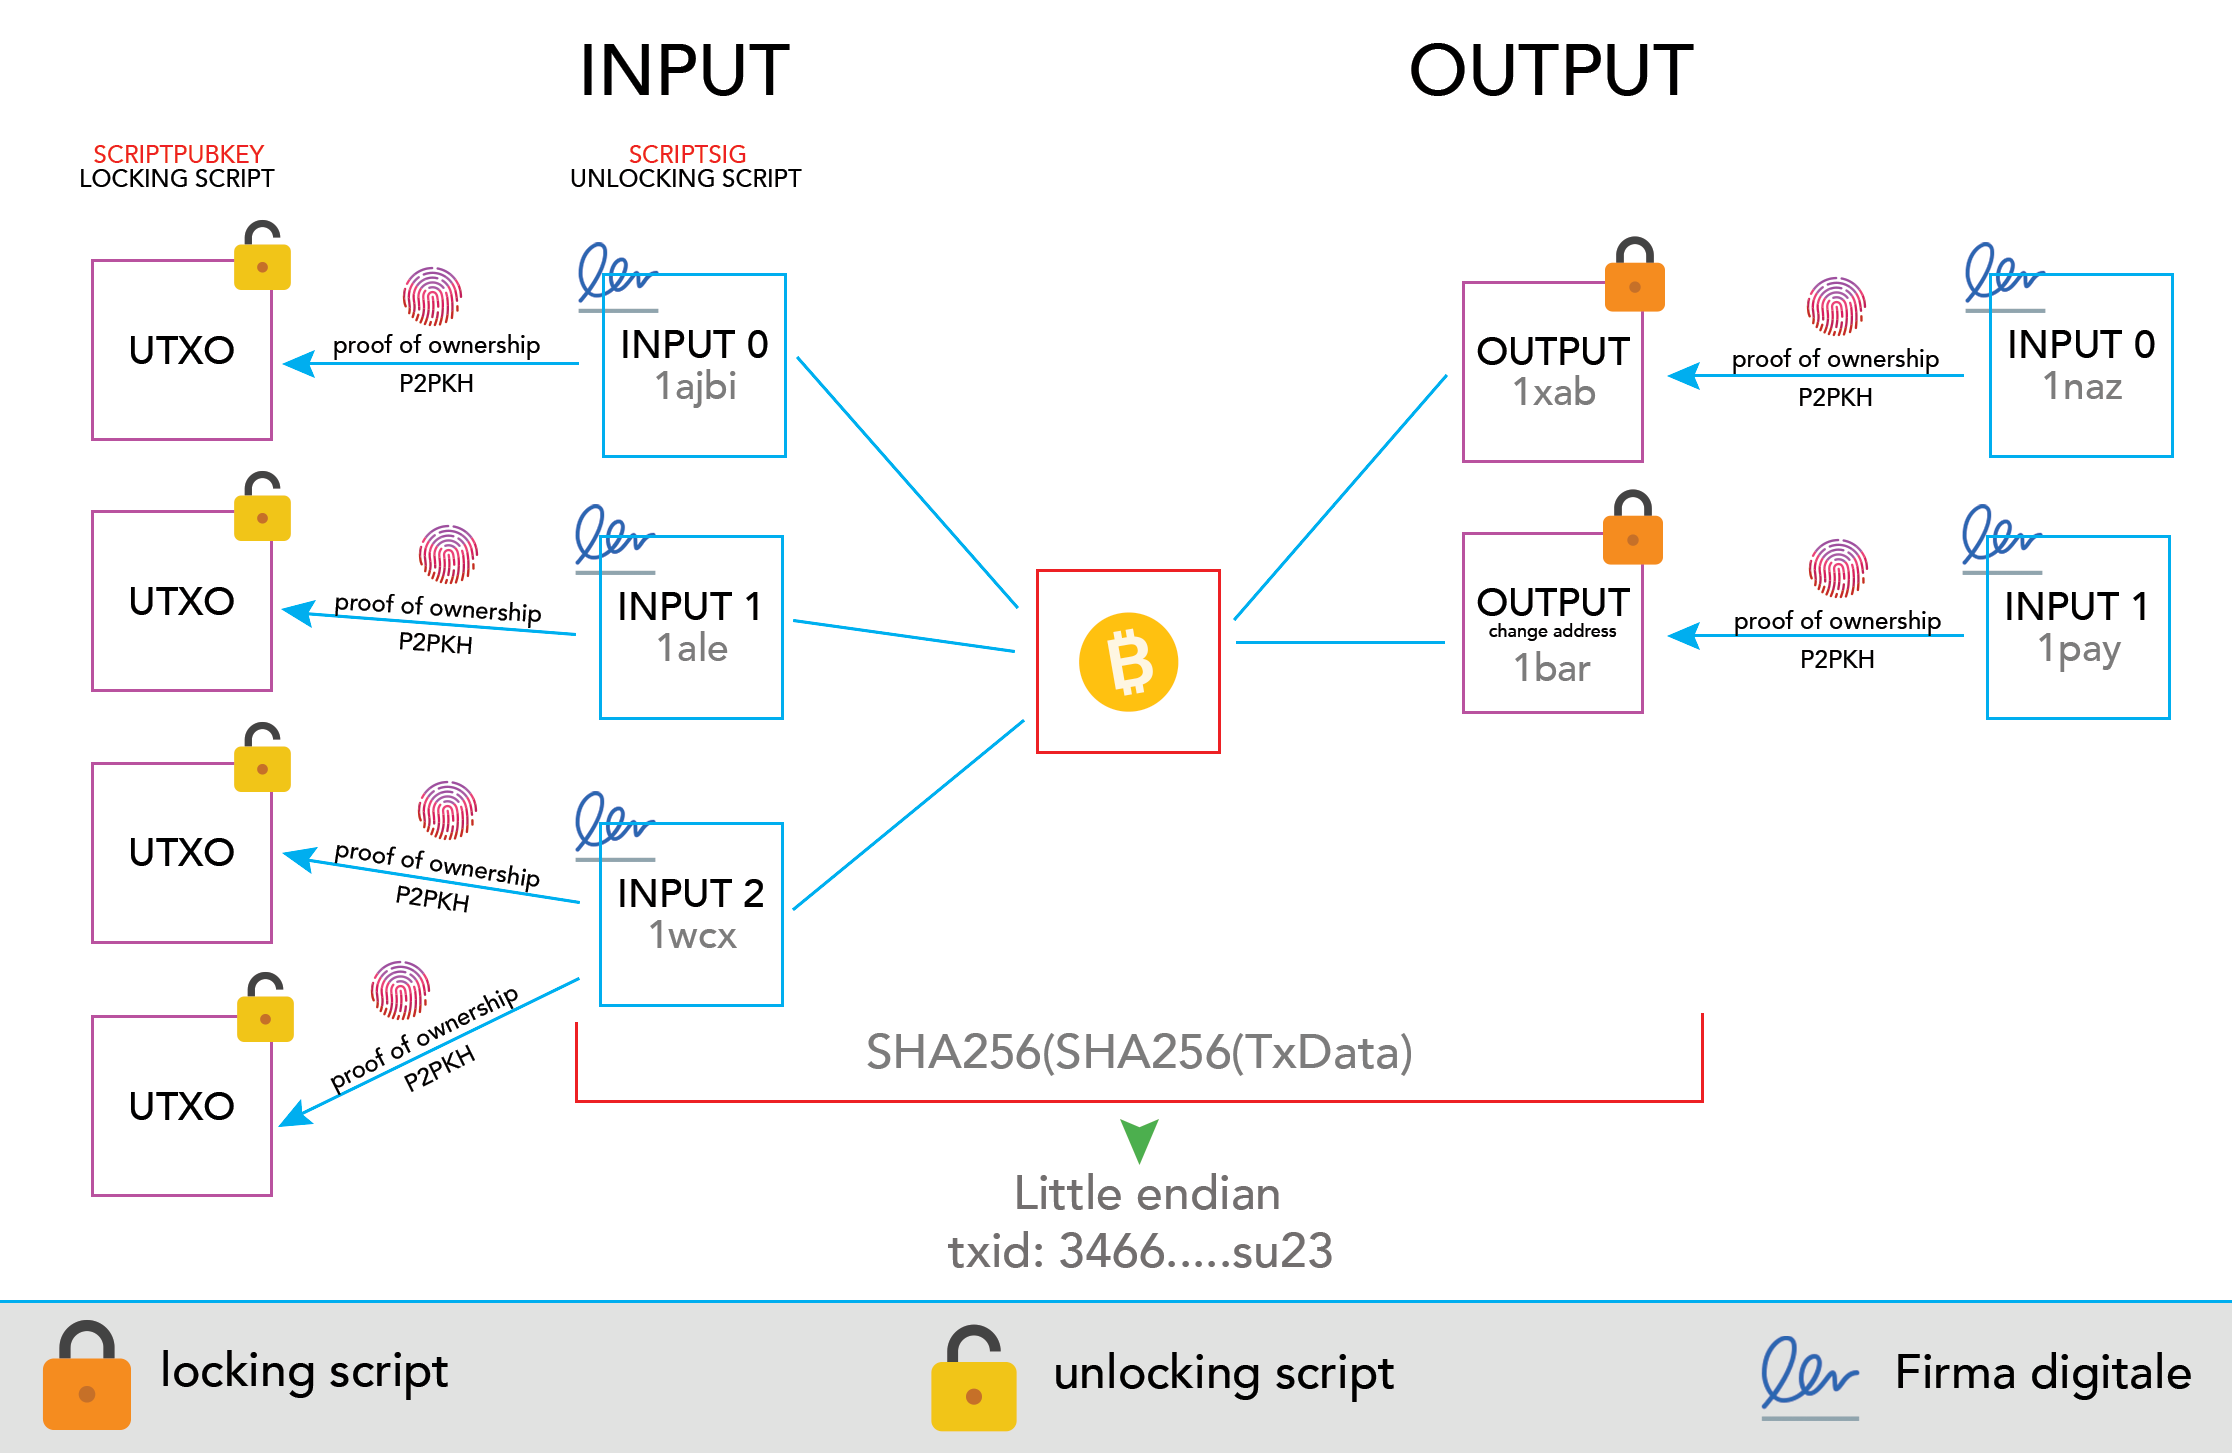 INPUT
OUTPUT
SCRIPTPUBKEY
LOCKING SCRIPT
SCRIPTSIG
UNLOCKING SCRIPT
UTXO
proof of ownership
P2PKH
INPUT 0
1ajbi
OUTPUT
1xab
proof of ownership
P2PKH
INPUT 0
1naz
UTXO
proof of ownership
P2PKH
INPUT 1
1ale
OUTPUT
change address
1bar
proof of ownership
P2PKH
INPUT 1
1pay
UTXO
proof of ownership
P2PKH
INPUT 2
1wcx
UTXO
proof of ownership
P2PKH
SHA256(SHA256(TxData)
Little endian
txid: 3466.....su23
locking script
unlocking script
Firma digitale